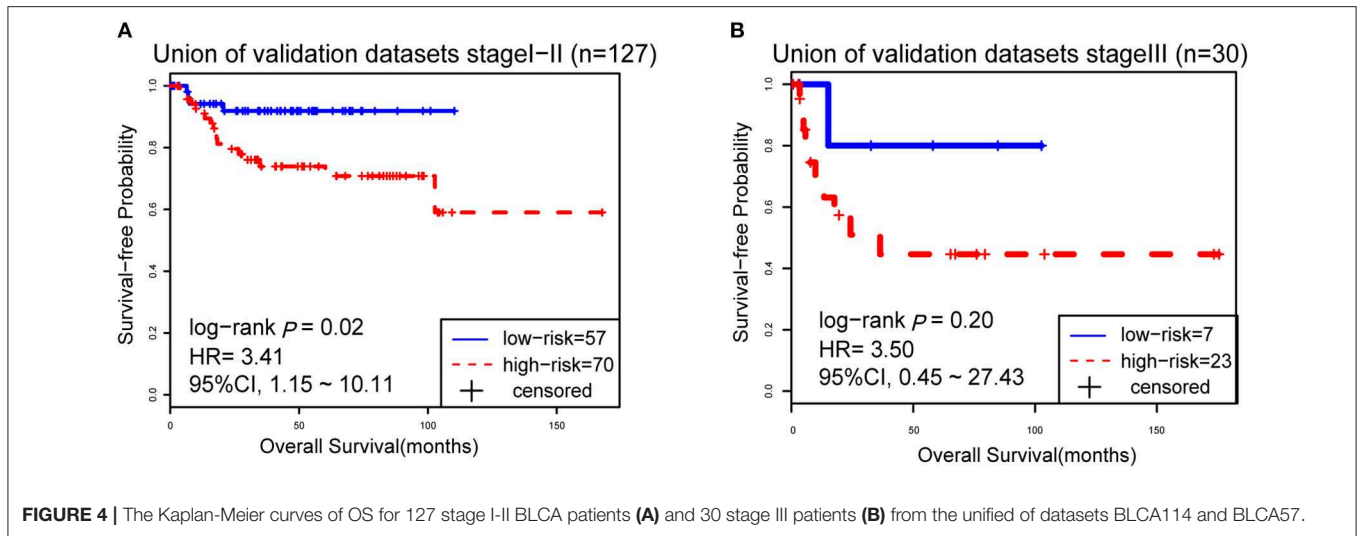 A
Union of validation datasets stageI−II (n=127)
Survival-free Probability
1.0
0.8
0.6
0.4
0.2
0.0
log−rank P = 0.02
HR= 3.41
95%CI, 1.15 ~ 10.11
low−risk=57
high−risk=70
censored
0 50 100 150
Overall Survival(months)
B
Union of validation datasets stageIII (n=30)
Survival-free Probability
1.0
0.8
0.6
0.4
0.2
0.0
log−rank P = 0.20
HR= 3.50
95%CI, 0.45 ~ 27.43
low−risk=7
high−risk=23
censored
0 50 100 150
Overall Survival(months)
FIGURE 4 | The Kaplan-Meier curves of OS for 127 stage I-II BLCA patients (A) and 30 stage III patients (B) from the unified of datasets BLCA114 and BLCA57.